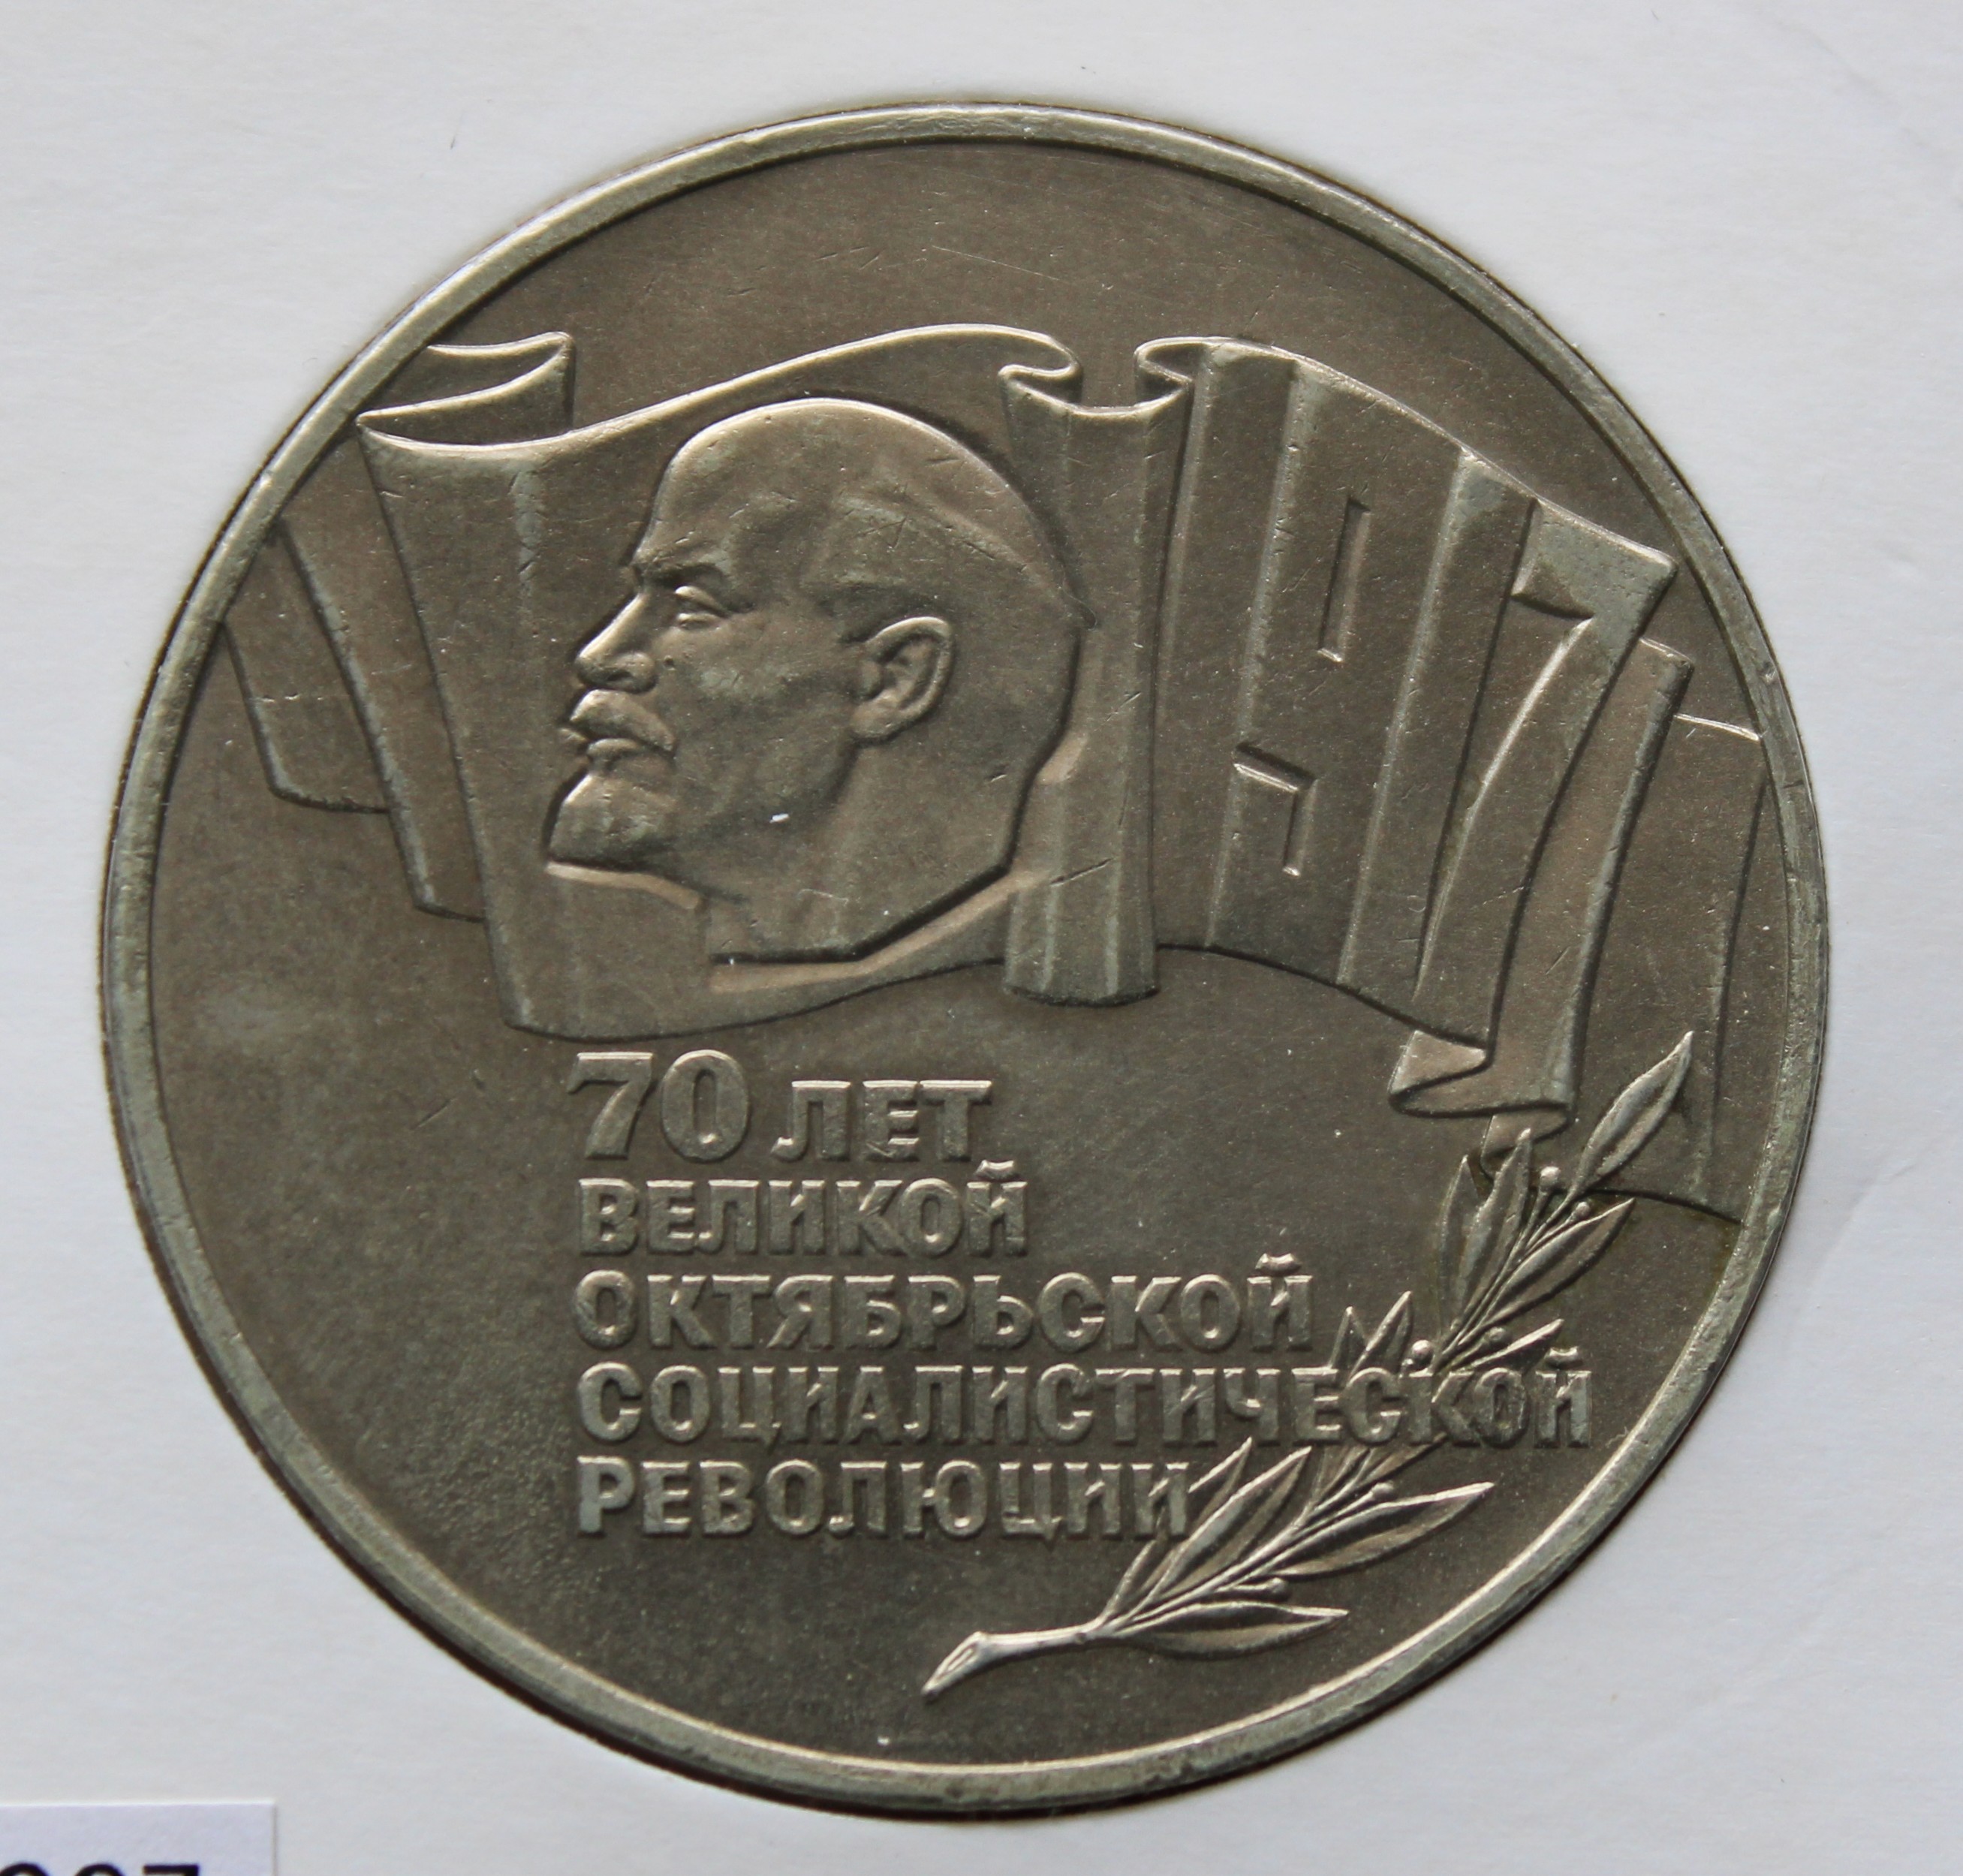 1917
70 ЛЕТ
ВЕЛИКОЙ
ОКТЯБРЬСКОЙ
СОЦИАЛИСТИЧЕСКОЙ
РЕВОЛЮЦИИ